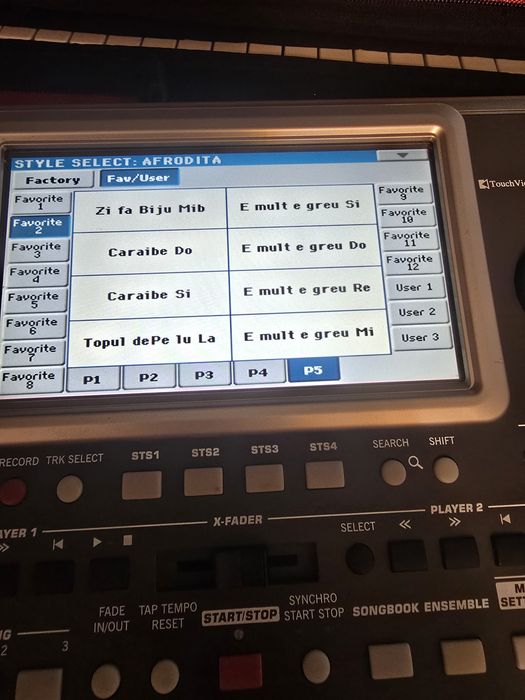 STYLE SELECT: AFRODITA
Factory
Fav/User
Favorite
1
Favorite
2
Favorite
3
Favorite
4
Favorite
5
Favorite
6
Favorite
7
Favorite
8
Zi fa Biju Mib
E mult e greu Si
Caraibe Do
E mult e greu Do
Caraibe Si
E mult e greu Re
Topul dePe lu La
E mult e greu Mi
Favorite
9
Favorite
10
Favorite
11
Favorite
12
User 1
User 2
User 3
P1 P2 P3 P4 P5
TouchVi
RECORD TRK SELECT STS1 STS2 STS3 STS4 SEARCH SHIFT
AYER 1 X-FADER SELECT PLAYER 2
FADE
IN/OUT
TAP TEMPO
RESET
START/STOP
SYNCHRO
START STOP
SONGBOOK ENSEMBLE
M
SET
NG
2 3